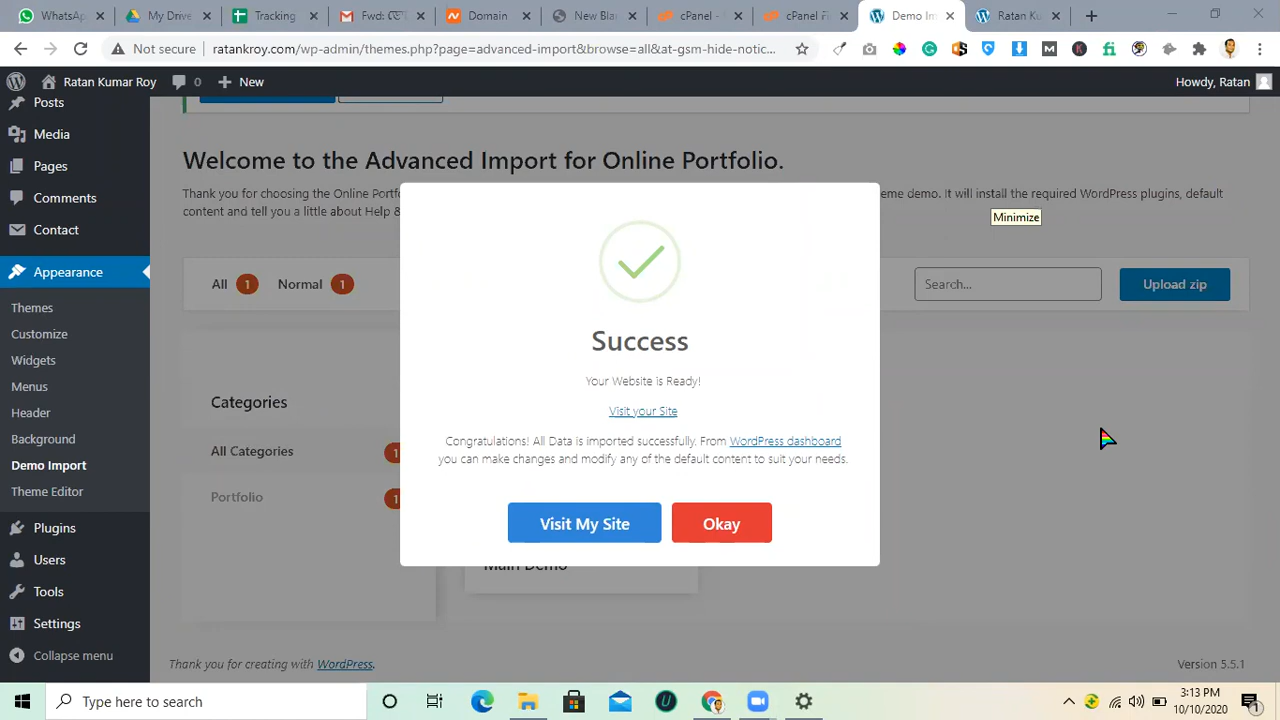 WhatsA
My Drive
Tracking
Fwd:
Domain
New Bla
cPanel -
cPanel F
Demo Im
Ratan Ku
Not secure
ratankroy.com/wp-admin/themes.php?page=advanced-import&browse=all&at-gsm-hide-notic...
Ratan Kumar Roy
0
New
Howdy, Ratan
Posts
Media
Pages
Comments
Contact
Appearance
Themes
Customize
Widgets
Menus
Header
Background
Demo Import
Theme Editor
Plugins
Users
Tools
Settings
Collapse menu
Welcome to the Advanced Import for Online Portfolio.
Thank you for choosing the Online Portf
eme demo. It will install the required WordPress plugins, default
content and tell you a little about Help &
Minimize
All 1
Normal 1
Search...
Upload zip
Categories
All Categories 1
Portfolio 1
Success
Your Website is Ready!
Visit your Site
Congratulations! All Data is imported successfully. From WordPress dashboard
you can make changes and modify any of the default content to suit your needs.
Visit My Site
Okay
Main Demo
Thank you for creating with WordPress.
Version 5.5.1
Type here to search
3:13 PM
10/10/2020
1